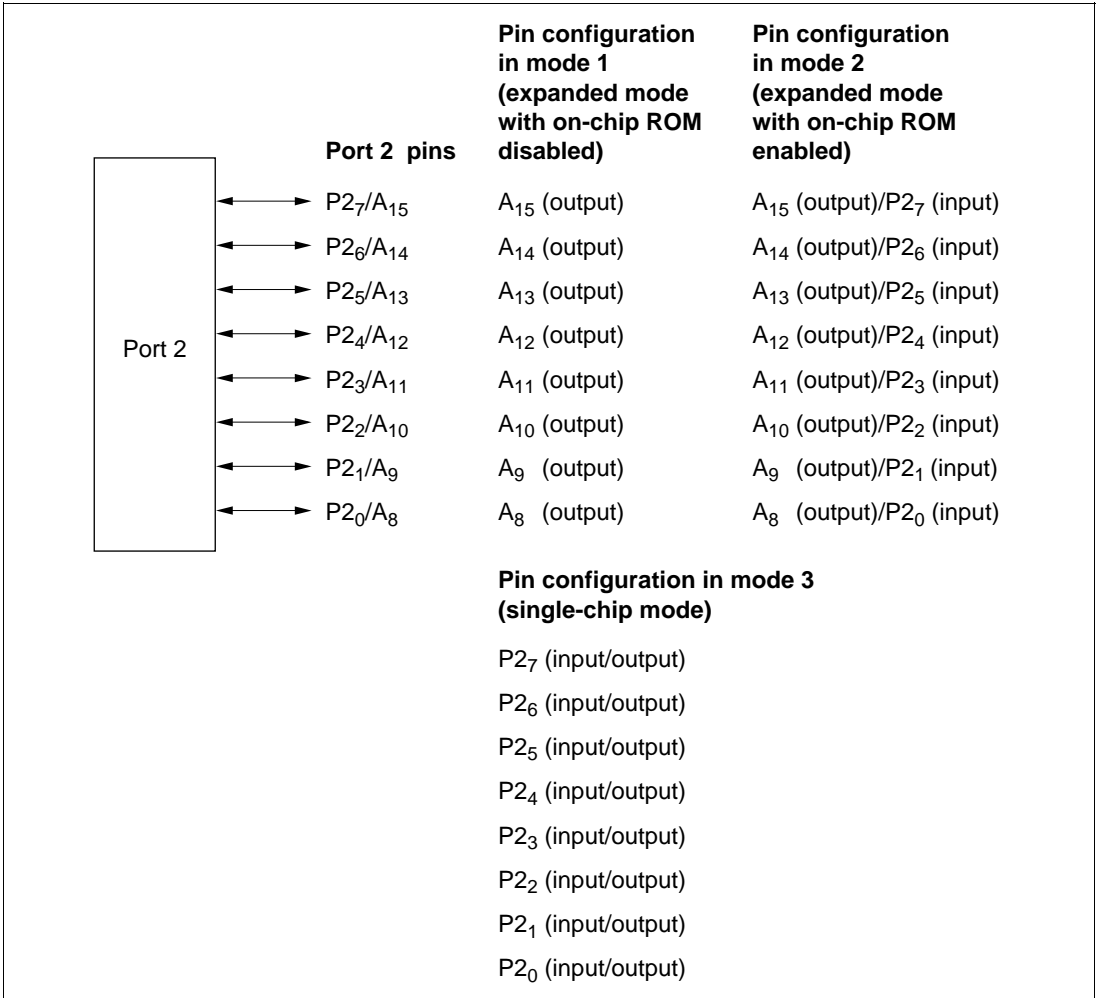 Pin configuration in mode 1 (expanded mode with on-chip ROM disabled)
Pin configuration in mode 2 (expanded mode with on-chip ROM enabled)
Port 2 pins
Port 2
P2₇/A₁₅ A₁₅ (output) A₁₅ (output)/P2₇ (input)
P2₆/A₁₄ A₁₄ (output) A₁₄ (output)/P2₆ (input)
P2₅/A₁₃ A₁₃ (output) A₁₃ (output)/P2₅ (input)
P2₄/A₁₂ A₁₂ (output) A₁₂ (output)/P2₄ (input)
P2₃/A₁₁ A₁₁ (output) A₁₁ (output)/P2₃ (input)
P2₂/A₁₀ A₁₀ (output) A₁₀ (output)/P2₂ (input)
P2₁/A₉ A₉ (output) A₉ (output)/P2₁ (input)
P2₀/A₈ A₈ (output) A₈ (output)/P2₀ (input)
Pin configuration in mode 3
(single-chip mode)
P2₇ (input/output)
P2₆ (input/output)
P2₅ (input/output)
P2₄ (input/output)
P2₃ (input/output)
P2₂ (input/output)
P2₁ (input/output)
P2₀ (input/output)